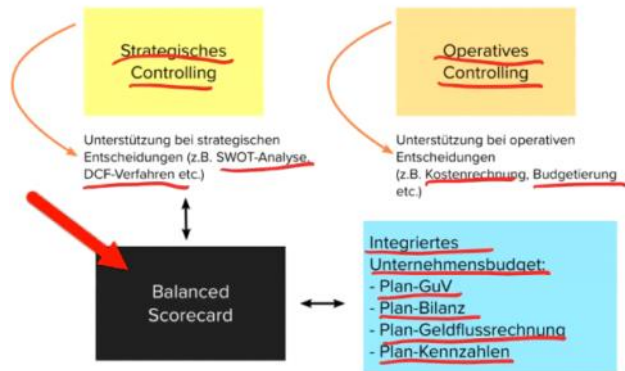 Strategisches
Controlling
Operatives
Controlling
Unterstützung bei strategischen
Entscheidungen (z.B. SWOT-Analyse,
DCF-Verfahren etc.)
Unterstützung bei operativen
Entscheidungen
(z.B. Kostenrechnung, Budgetierung
etc.)
Balanced
Scorecard
Integriertes
Unternehmensbudget:
- Plan-GuV
- Plan-Bilanz
- Plan-Geldflussrechnung
- Plan-Kennzahlen